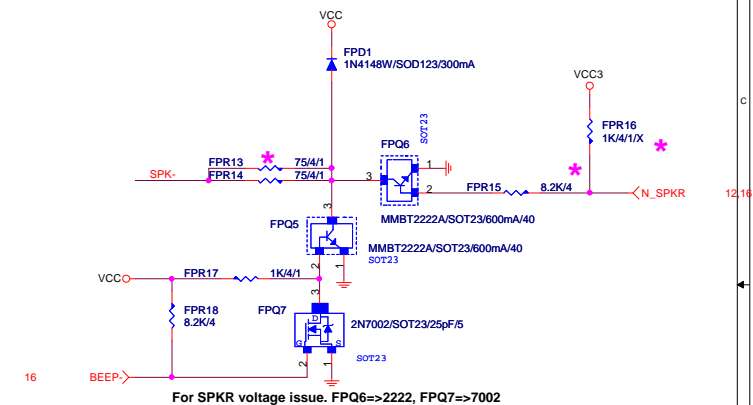 VCC
FPD1
1N4148W/SOD123/300mA
VCC3
C
SOT23
FPR16
1K/4/1/X
FPQ6
FPR13
75/4/1
SPK-
FPR14
75/4/1
3
1
2
FPR15
8.2K/4
N_SPKR
12,16
3
FPQ5
MMBT2222A/SOT23/600mA/40
MMBT2222A/SOT23/600mA/40
SOT23
2
1
VCC
FPR17
1K/4/1
3
FPR18
8.2K/4
FPQ7
D
G
S
2N7002/SOT23/25pF/5
SOT23
2
1
16
BEEP-
For SPKR voltage issue. FPQ6=>2222, FPQ7=>7002